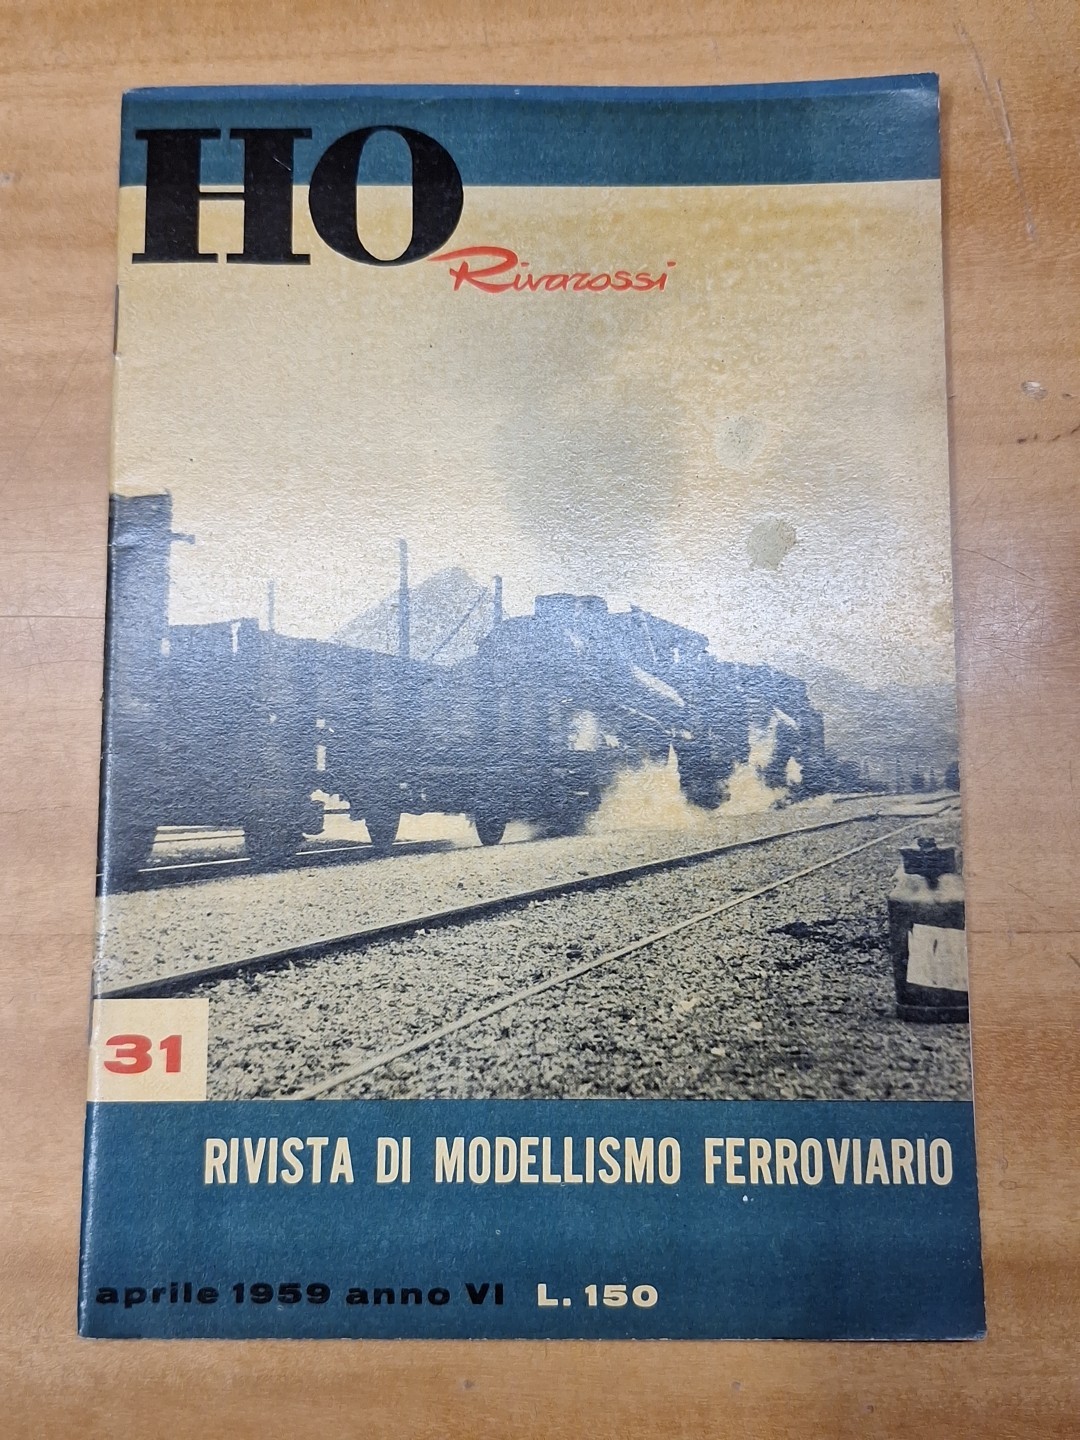 HO
Rivarossi
31
RIVISTA DI MODELLISMO FERROVIARIO
aprile 1959 anno VI L. 150